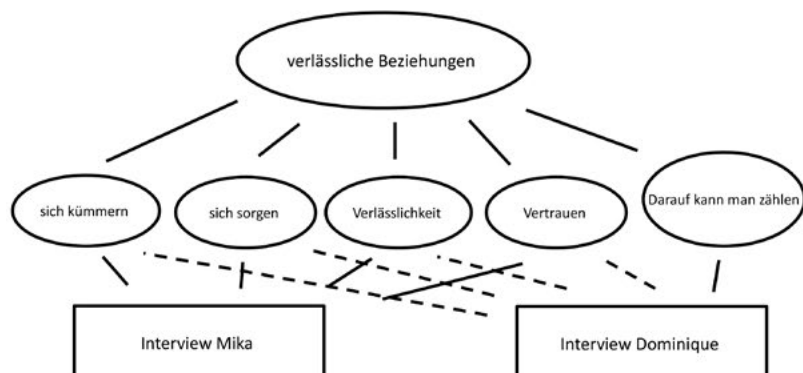 verlässliche Beziehungen
sich kümmern
sich sorgen
Verlässlichkeit
Vertrauen
Darauf kann man zählen
Interview Mika
Interview Dominique